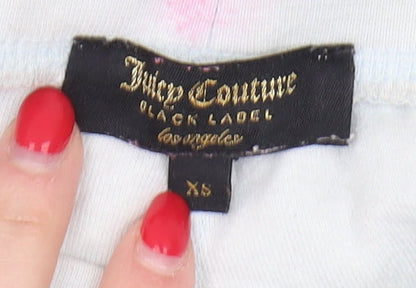 Juicy Couture
BLACK LABEL
los angeles
XS